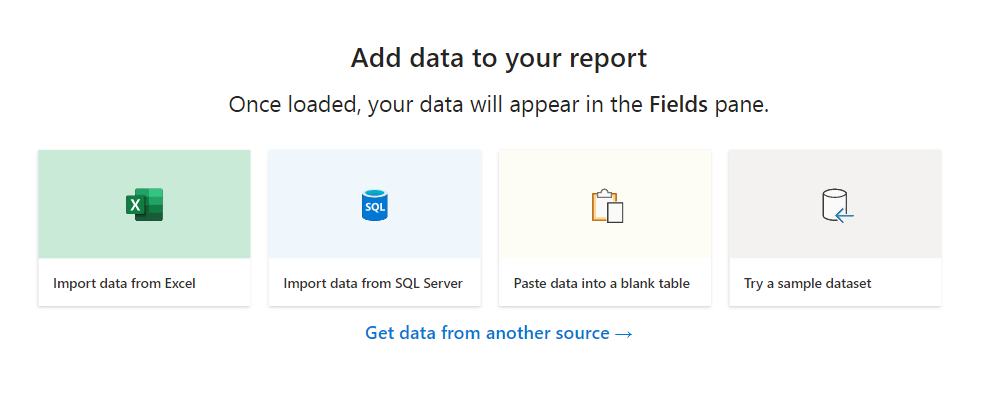 Add data to your report
Once loaded, your data will appear in the Fields pane.
X
SQL
Import data from Excel
Import data from SQL Server
Paste data into a blank table
Try a sample dataset
Get data from another source →